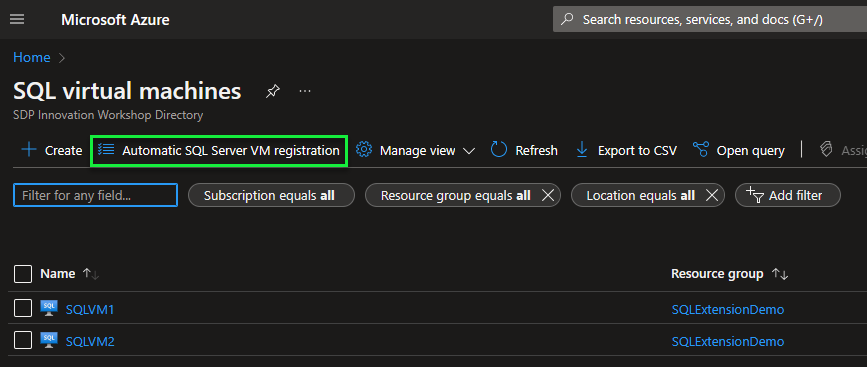 Microsoft Azure
Search resources, services, and docs (G+/)
Home >
SQL virtual machines ...
SDP Innovation Workshop Directory
+ Create Automatic SQL Server VM registration Manage view Refresh Export to CSV Open query Assig
Filter for any field... Subscription equals all Resource group equals all Location equals all Add filter
Name Resource group
SQL SQLVM1 SQLExtensionDemo
SQL SQLVM2 SQLExtensionDemo